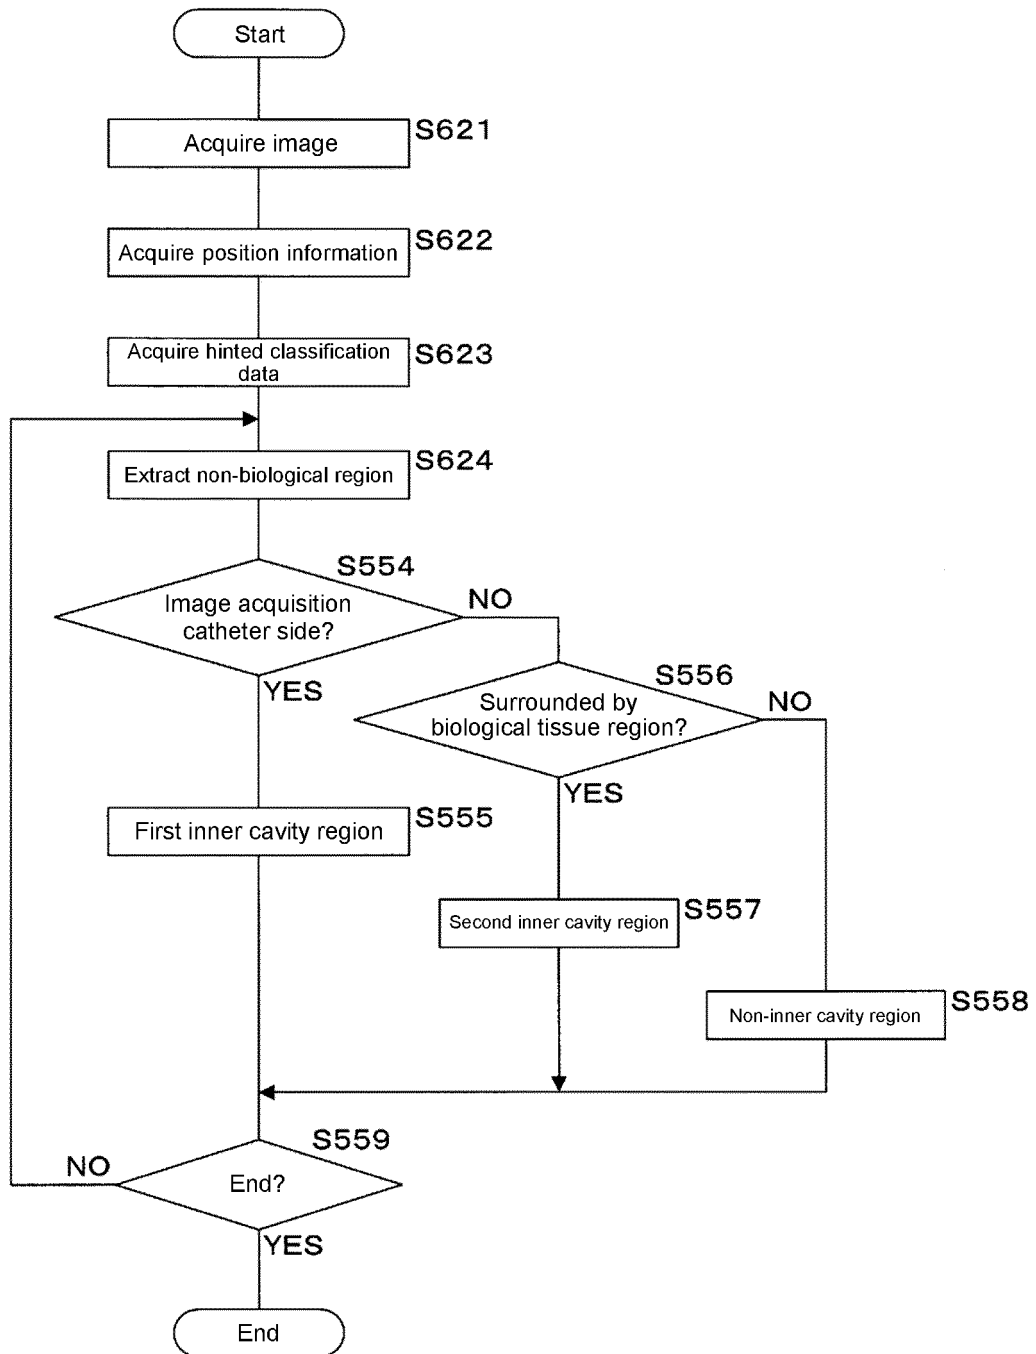 Start
Acquire image
S621
Acquire position information
S622
Acquire hinted classification
data
S623
Extract non-biological region
S624
S554
Image acquisition
catheter side?
NO
YES
S556
Surrounded by
biological tissue region?
NO
YES
First inner cavity region
S555
Second inner cavity region
S557
Non-inner cavity region
S558
S559
End?
NO
YES
End